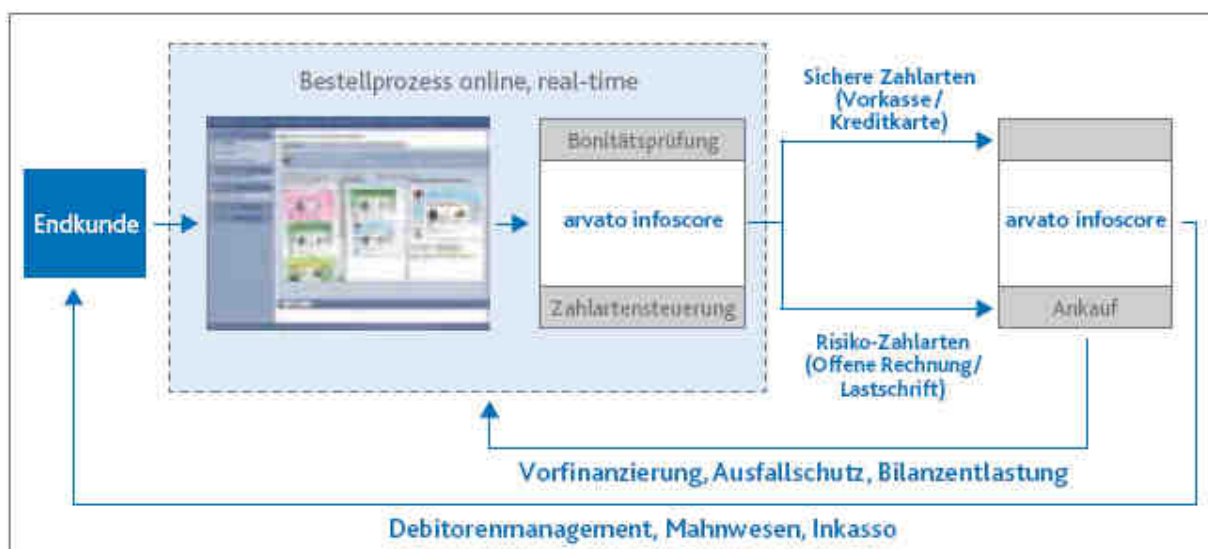 Bestellprozess online, real-time
Sichere Zahlarten
(Vorkasse /
Kreditkarte)
Bonitätsprüfung
Endkunde
arvato infoscore
arvato infoscore
Zahlartensteuerung
Ankauf
Risiko-Zahlarten
(Offene Rechnung/
Lastschrift)
Vorfinanzierung, Ausfallschutz, Bilanzentlastung
Debitorenmanagement, Mahnwesen, Inkasso